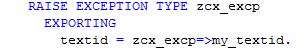 RAISE EXCEPTION TYPE zcx_excp
EXPORTING
textid = zcx_excp=>my_textid.